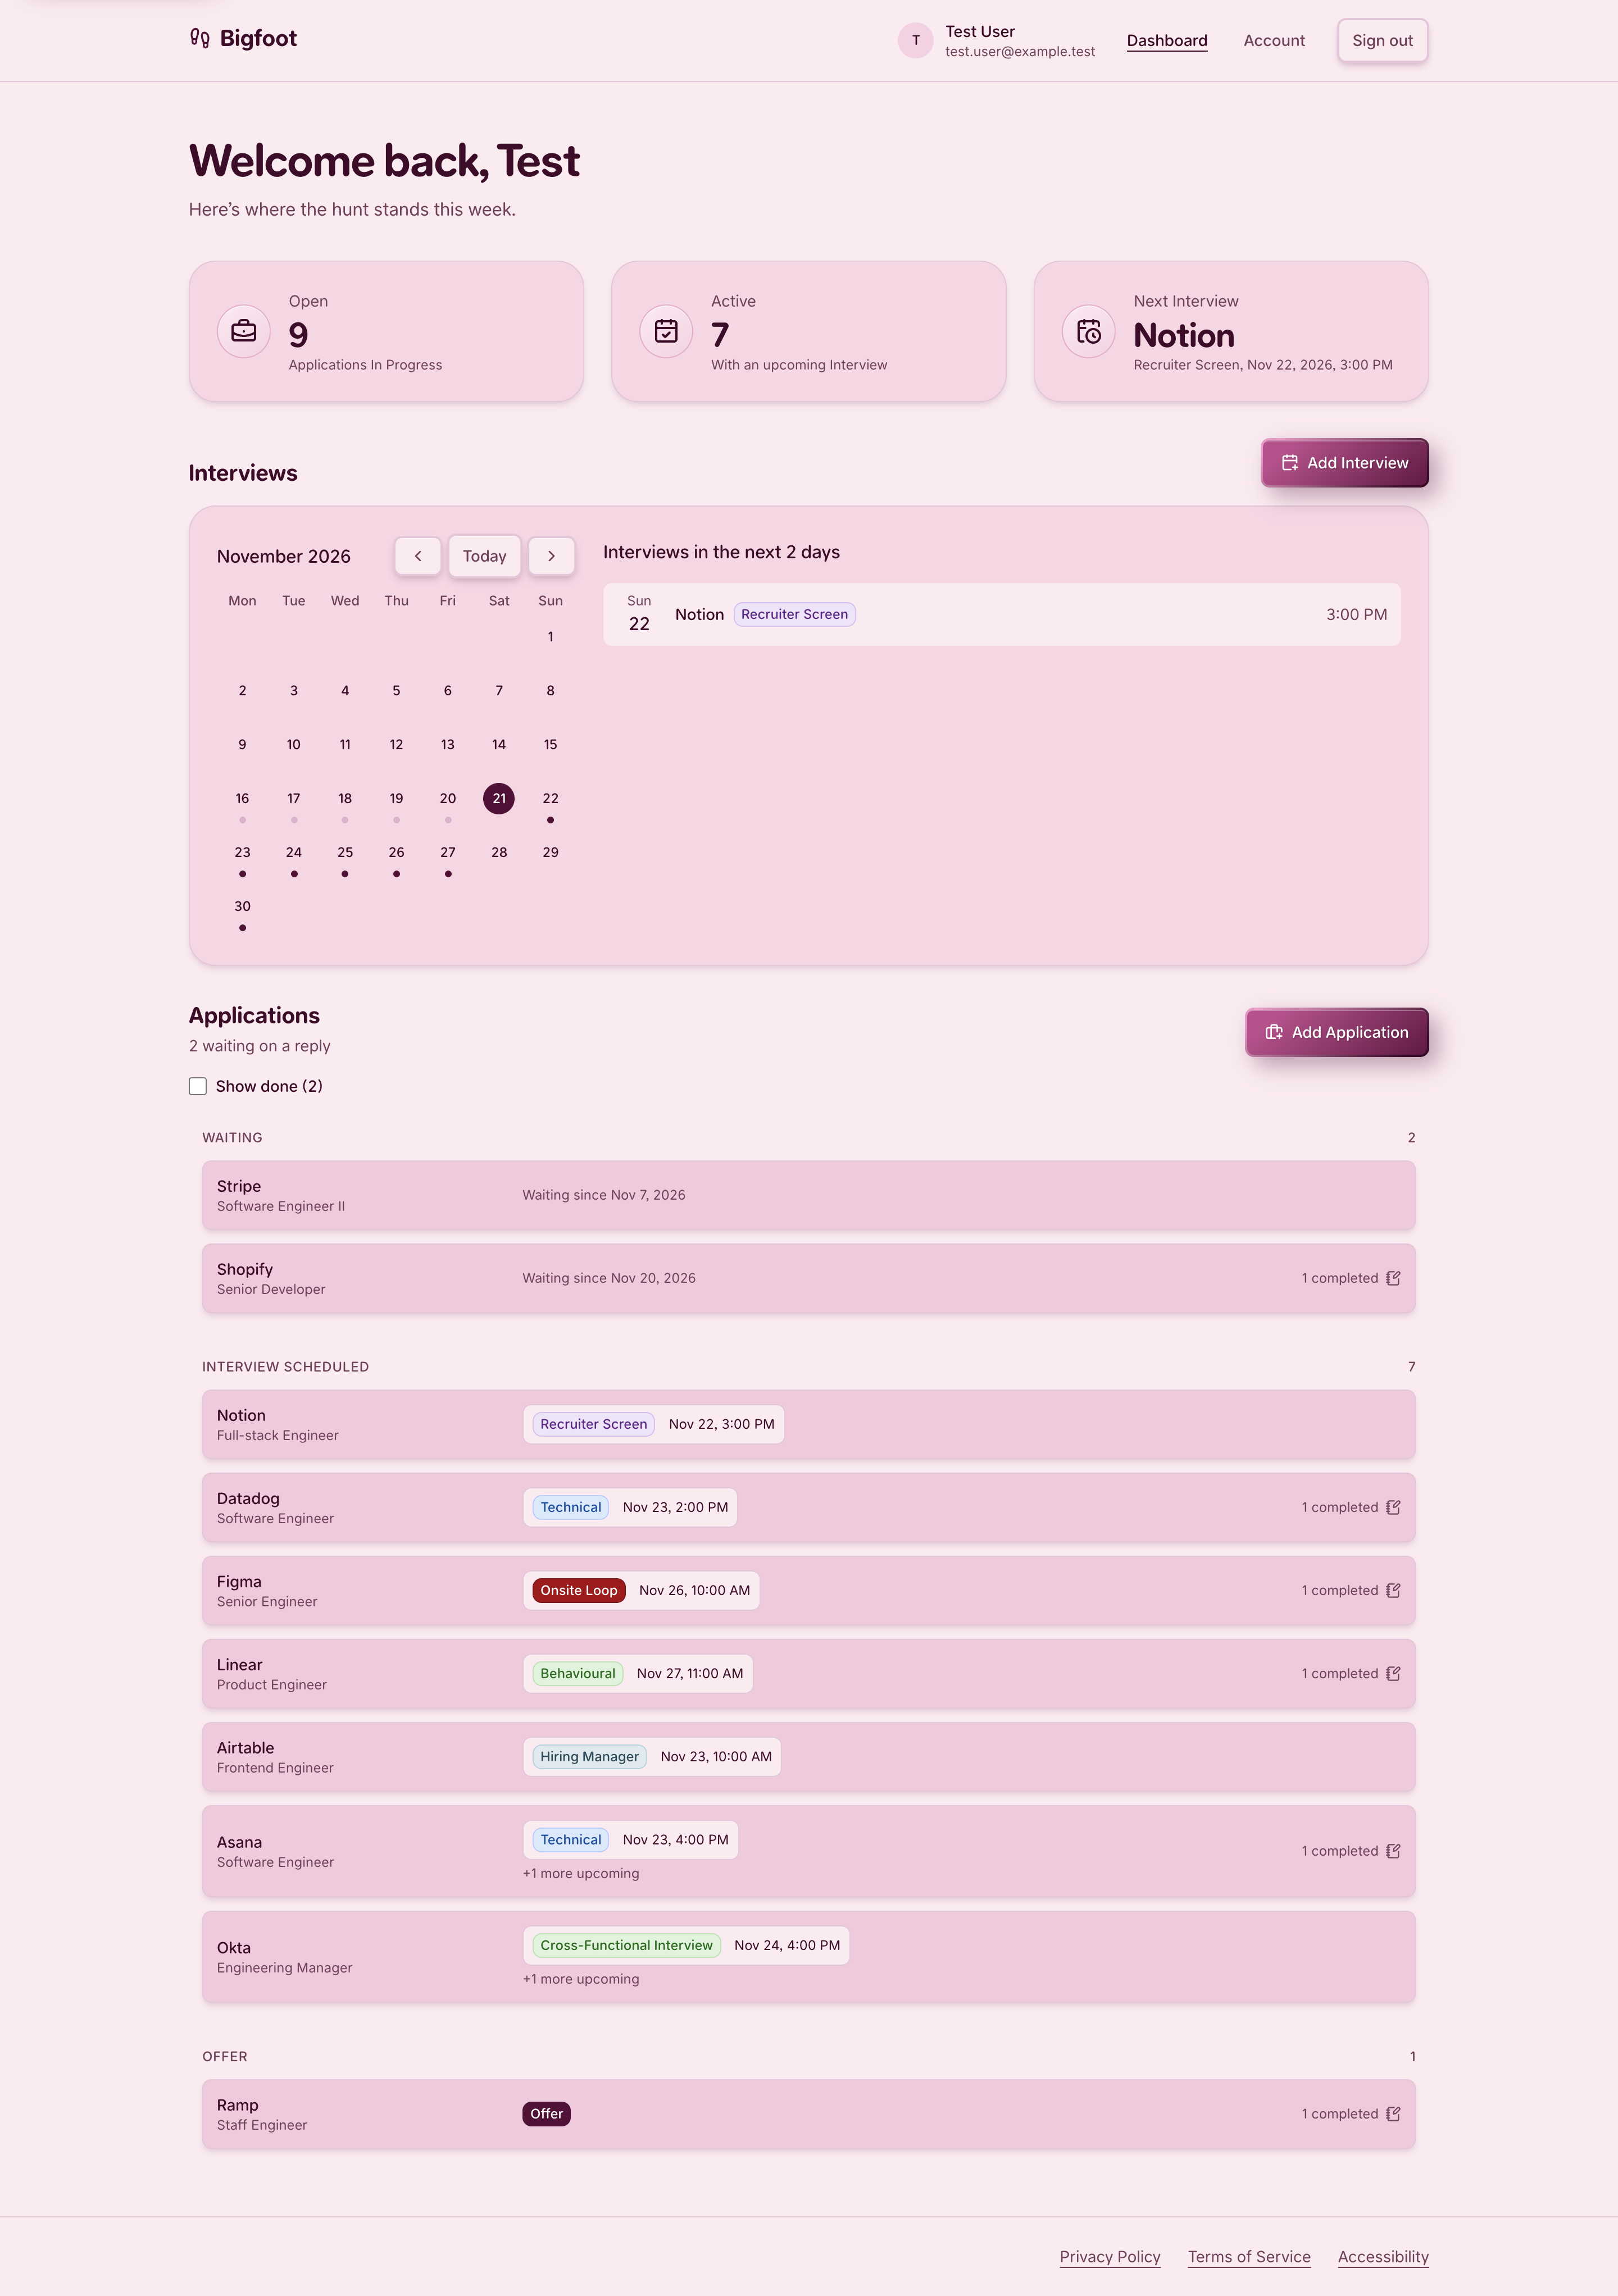 Bigfoot
T
Test User
test.user@example.test
Dashboard
Account
Sign out
Welcome back, Test
Here’s where the hunt stands this week.
Open
9
Applications In Progress
Active
7
With an upcoming Interview
Next Interview
Notion
Recruiter Screen, Nov 22, 2026, 3:00 PM
Interviews
Add Interview
November 2026
Today
Mon Tue Wed Thu Fri Sat Sun
1
2 3 4 5 6 7 8
9 10 11 12 13 14 15
16 17 18 19 20 21 22
23 24 25 26 27 28 29
30
Interviews in the next 2 days
Sun
22
Notion Recruiter Screen 3:00 PM
Applications
2 waiting on a reply
Add Application
Show done (2)
WAITING 2
Stripe
Software Engineer II
Waiting since Nov 7, 2026
Shopify
Senior Developer
Waiting since Nov 20, 2026
1 completed
INTERVIEW SCHEDULED 7
Notion
Full-stack Engineer
Recruiter Screen Nov 22, 3:00 PM
Datadog
Software Engineer
Technical Nov 23, 2:00 PM
1 completed
Figma
Senior Engineer
Onsite Loop Nov 26, 10:00 AM
1 completed
Linear
Product Engineer
Behavioural Nov 27, 11:00 AM
1 completed
Airtable
Frontend Engineer
Hiring Manager Nov 23, 10:00 AM
Asana
Software Engineer
Technical Nov 23, 4:00 PM
+1 more upcoming
1 completed
Okta
Engineering Manager
Cross-Functional Interview Nov 24, 4:00 PM
+1 more upcoming
OFFER 1
Ramp
Staff Engineer
Offer
1 completed
Privacy Policy Terms of Service Accessibility